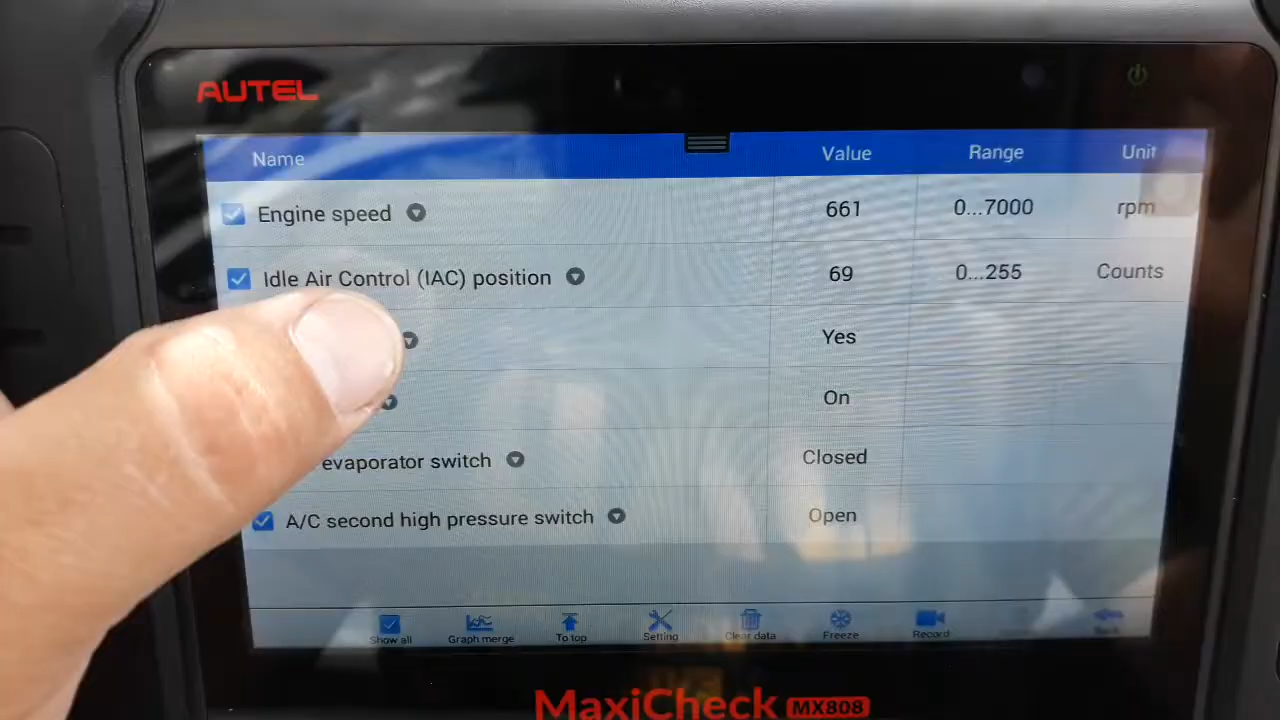 AUTEL
Name Value Range Unit
Engine speed 661 0...7000 rpm
Idle Air Control (IAC) position 69 0...255 Counts
Yes
On
evaporator switch Closed
A/C second high pressure switch Open
Show all Graph merge To top Setting Clear data Freeze Record Back
MaxiCheck MX808